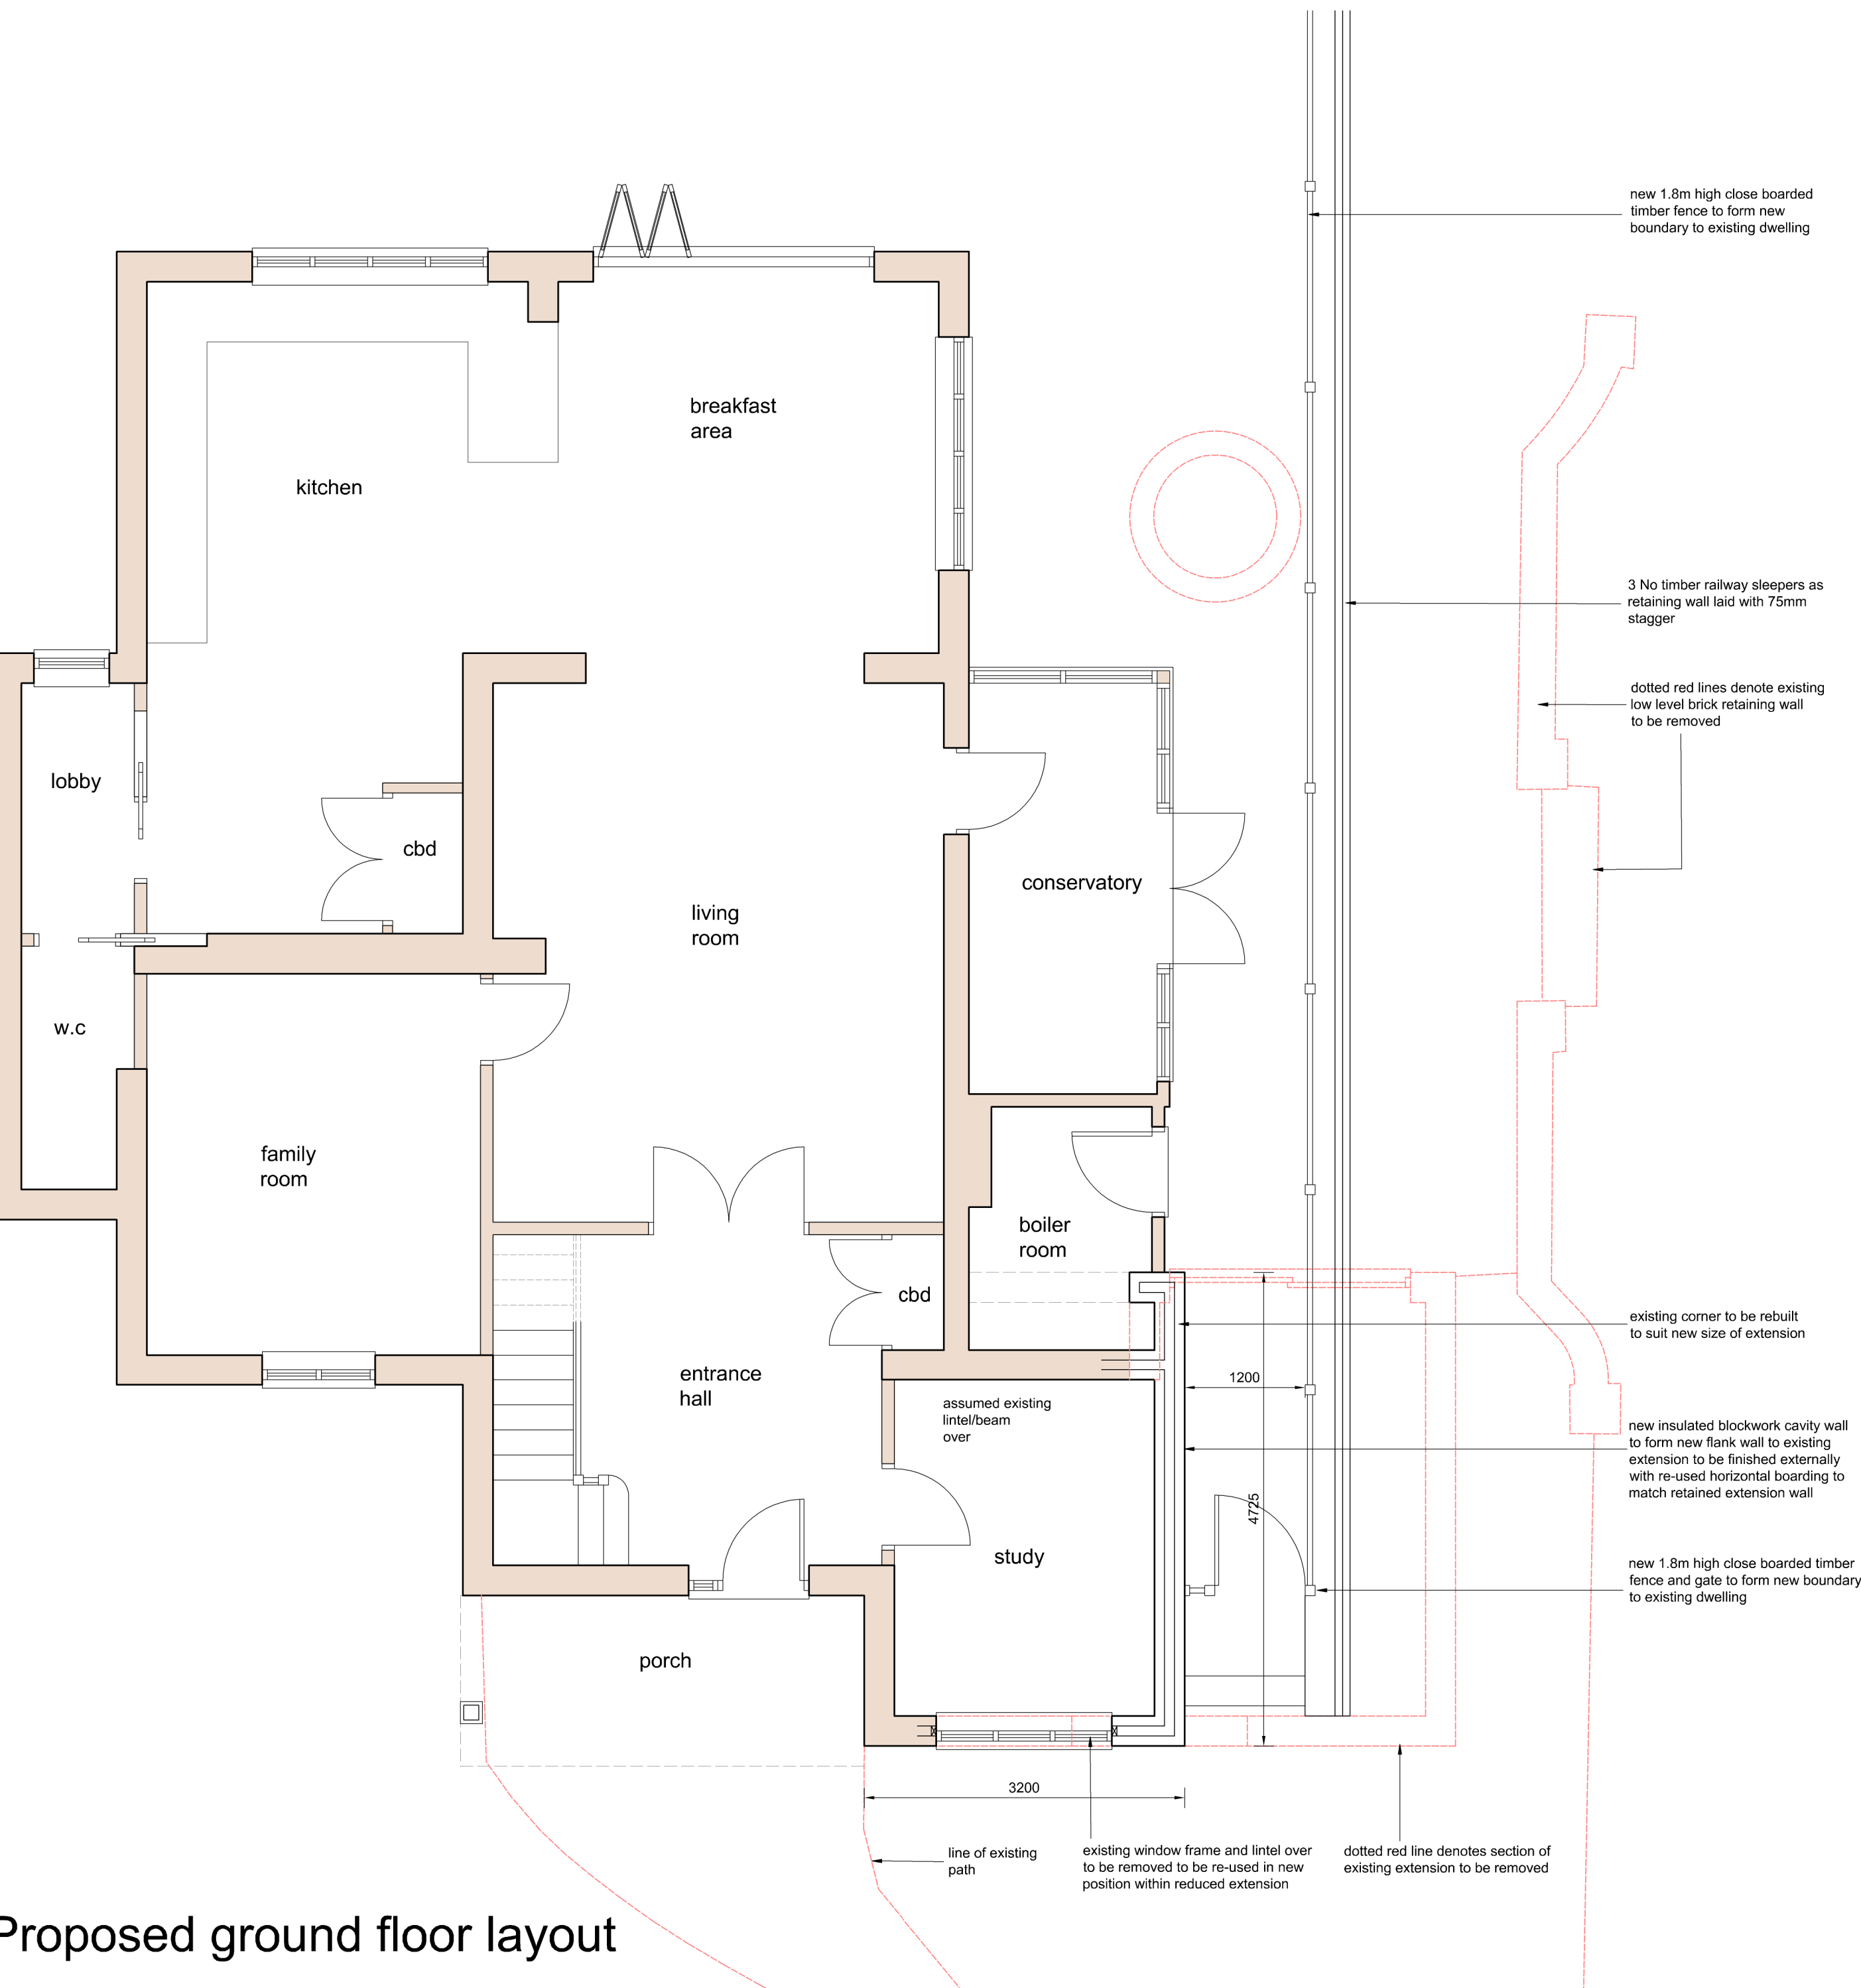 new 1.8m high close boarded
timber fence to form new
boundary to existing dwelling
breakfast
area
kitchen
3 No timber railway sleepers as
retaining wall laid with 75mm
stagger
dotted red lines denote existing
low level brick retaining wall
to be removed
lobby
cbd
conservatory
living
room
w.c
family
room
boiler
room
cbd
existing corner to be rebuilt
to suit new size of extension
entrance
hall
1200
assumed existing
lintel/beam
over
new insulated blockwork cavity wall
to form new flank wall to existing
extension to be finished externally
with re-used horizontal boarding to
match retained extension wall
4725
study
new 1.8m high close boarded timber
fence and gate to form new boundary
to existing dwelling
porch
3200
line of existing
path
existing window frame and lintel over
to be removed to be re-used in new
position within reduced extension
dotted red line denotes section of
existing extension to be removed
Proposed ground floor layout